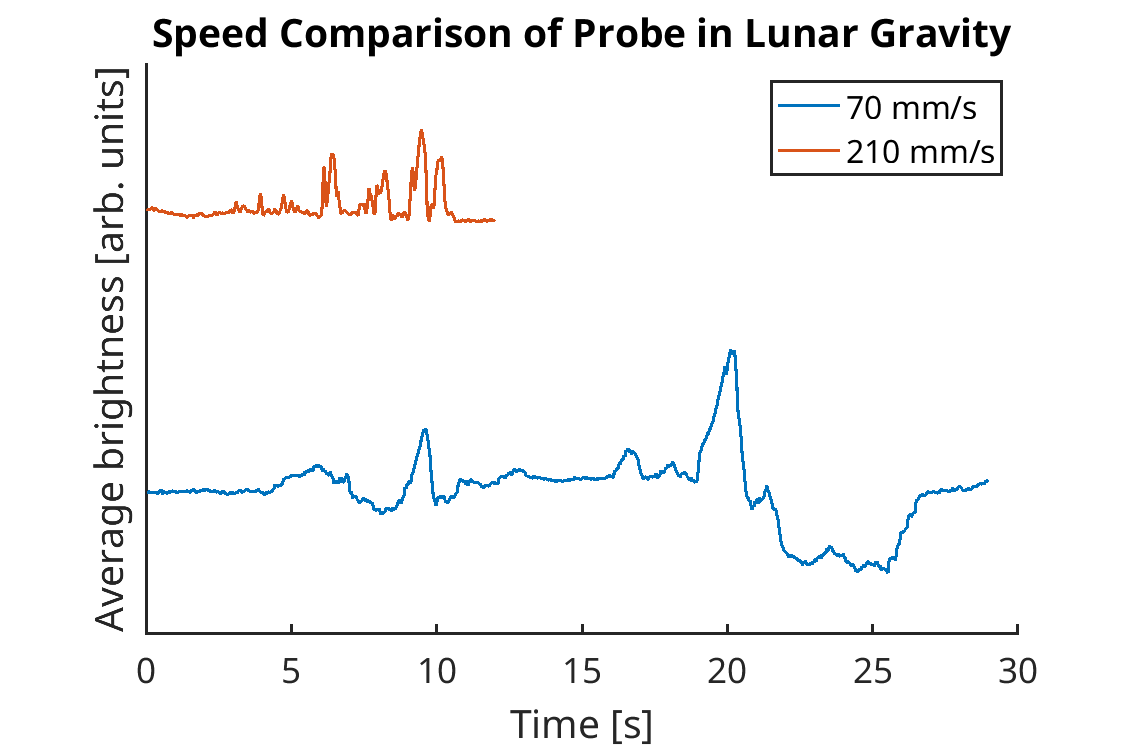 Speed Comparison of Probe in Lunar Gravity
70 mm/s
210 mm/s
Average brightness [arb. units]
0 5 10 15 20 25 30
Time [s]